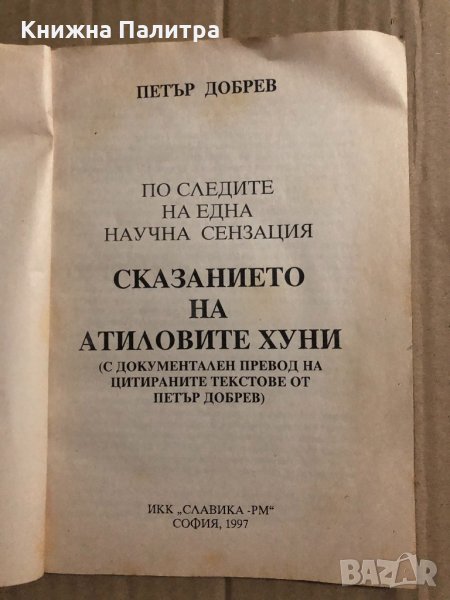 Книжна Палитра
ПЕТЪР ДОБРЕВ
ПО СЛЕДИТЕ
НА ЕДНА
НАУЧНА СЕНЗАЦИЯ
СКАЗАНИЕТО
НА
АТИЛОВИТЕ ХУНИ
(С ДОКУМЕНТАЛЕН ПРЕВОД НА
ЦИТИРАНИТЕ ТЕКСТОВЕ ОТ
ПЕТЪР ДОБРЕВ)
ИКК „СЛАВИКА -РМ“
СОФИЯ, 1997
BAZAR